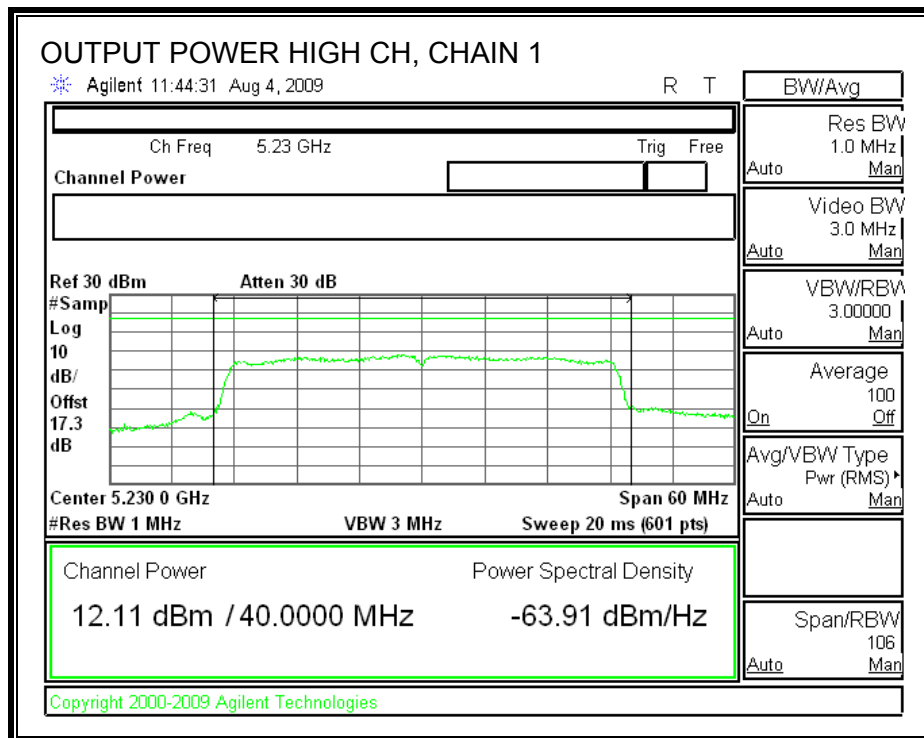 OUTPUT POWER HIGH CH, CHAIN 1
Agilent 11:44:31 Aug 4, 2009 R T
Ch Freq 5.23 GHz Trig Free
Channel Power
Ref 30 dBm Atten 30 dB
#Samp
Log
10
dB/
Offst
17.3
dB
Center 5.230 0 GHz Span 60 MHz
#Res BW 1 MHz VBW 3 MHz Sweep 20 ms (601 pts)
Channel Power Power Spectral Density
12.11 dBm / 40.0000 MHz -63.91 dBm/Hz
Copyright 2000-2009 Agilent Technologies
BW/Avg
Res BW
1.0 MHz
Auto Man
Video BW
3.0 MHz
Auto Man
VBW/RBW
3.00000
Auto Man
Average
100
On Off
Avg/VBW Type
Pwr (RMS)
Auto Man
Span/RBW
106
Auto Man